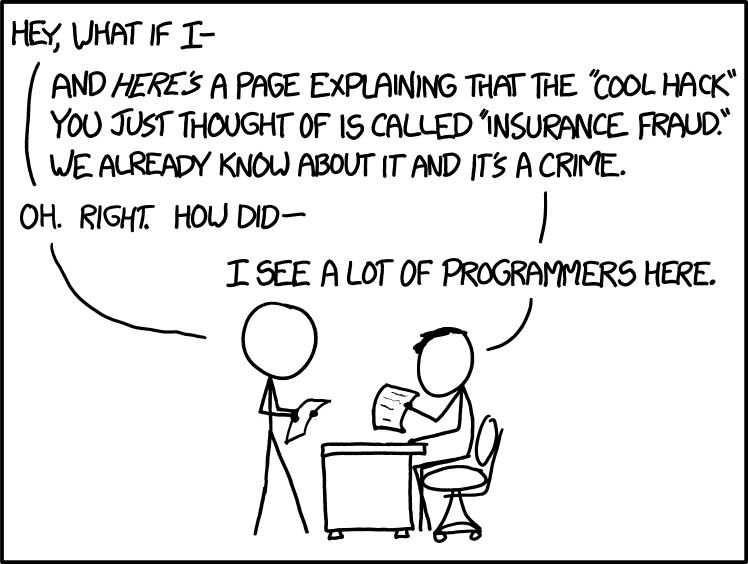 HEY, WHAT IF I-
AND HERE'S A PAGE EXPLAINING THAT THE "COOL HACK"
YOU JUST THOUGHT OF IS CALLED "INSURANCE FRAUD."
WE ALREADY KNOW ABOUT IT AND IT'S A CRIME.
OH. RIGHT. HOW DID—
I SEE A LOT OF PROGRAMMERS HERE.